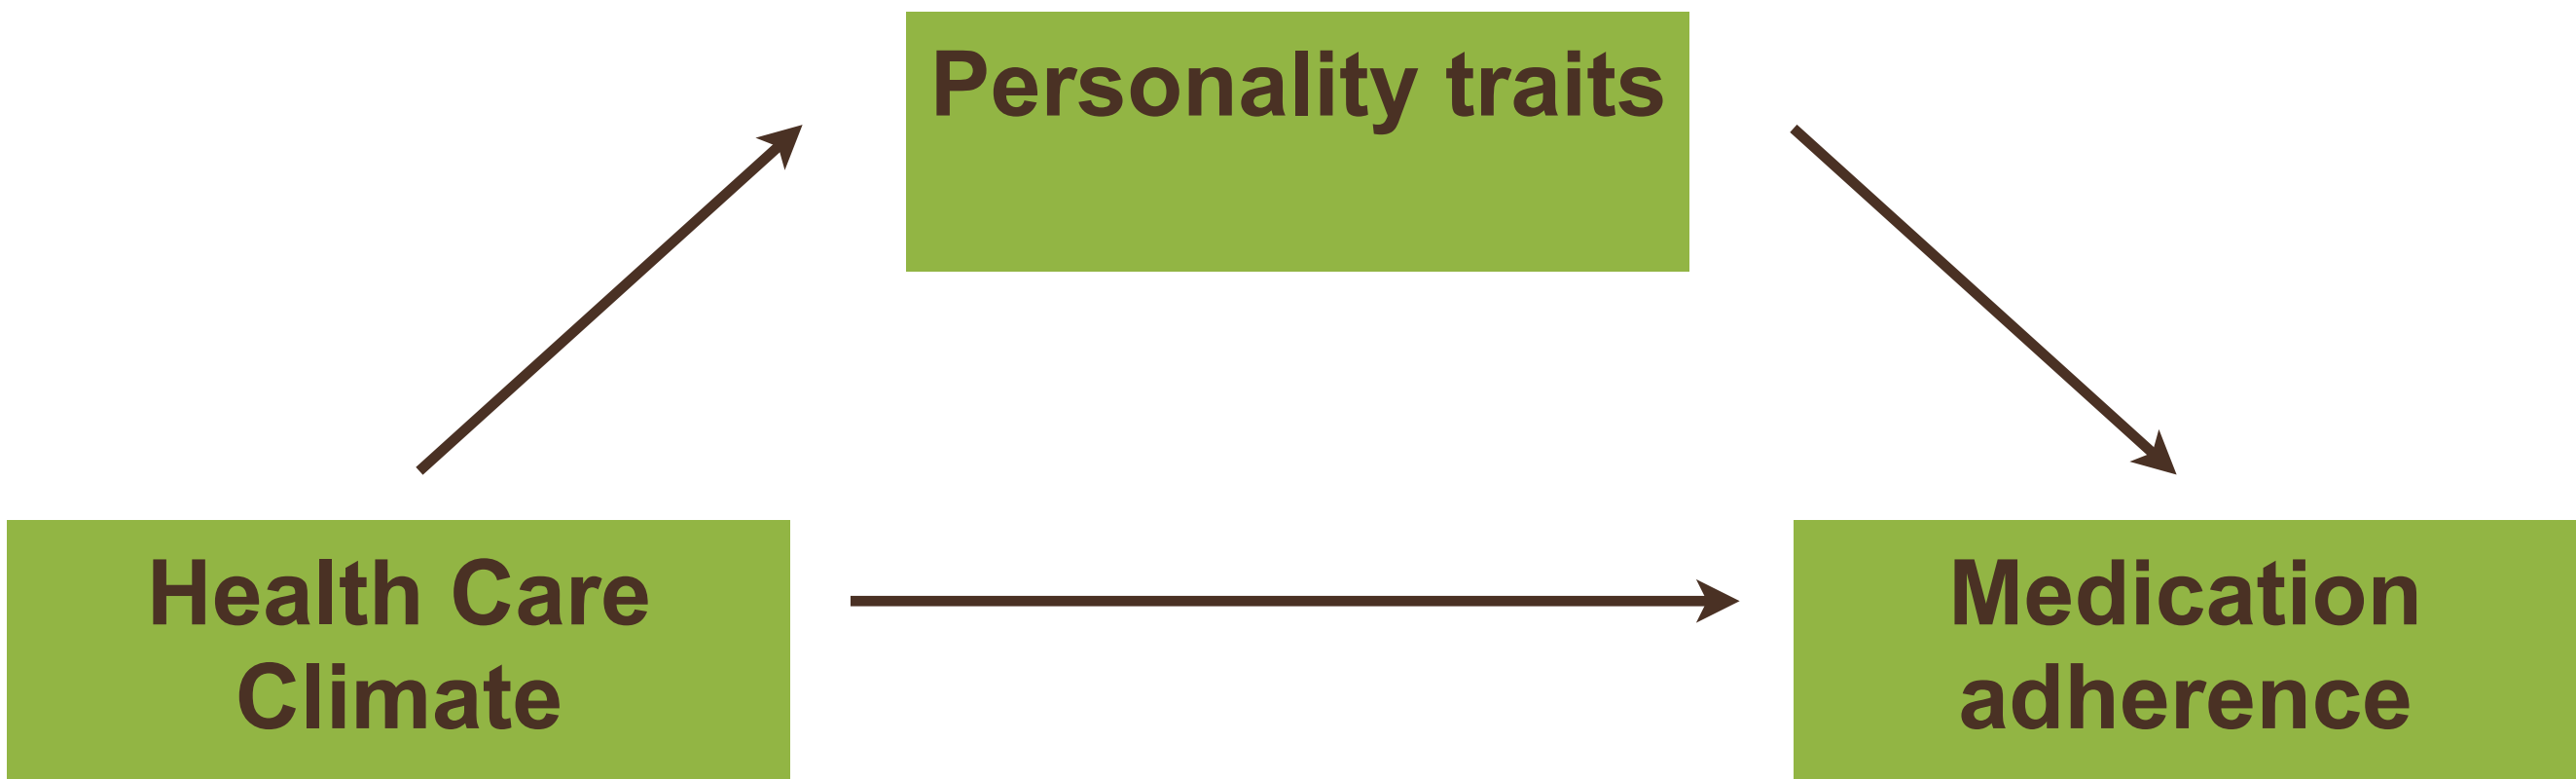 Personality traits
Health Care
Climate
Medication
adherence